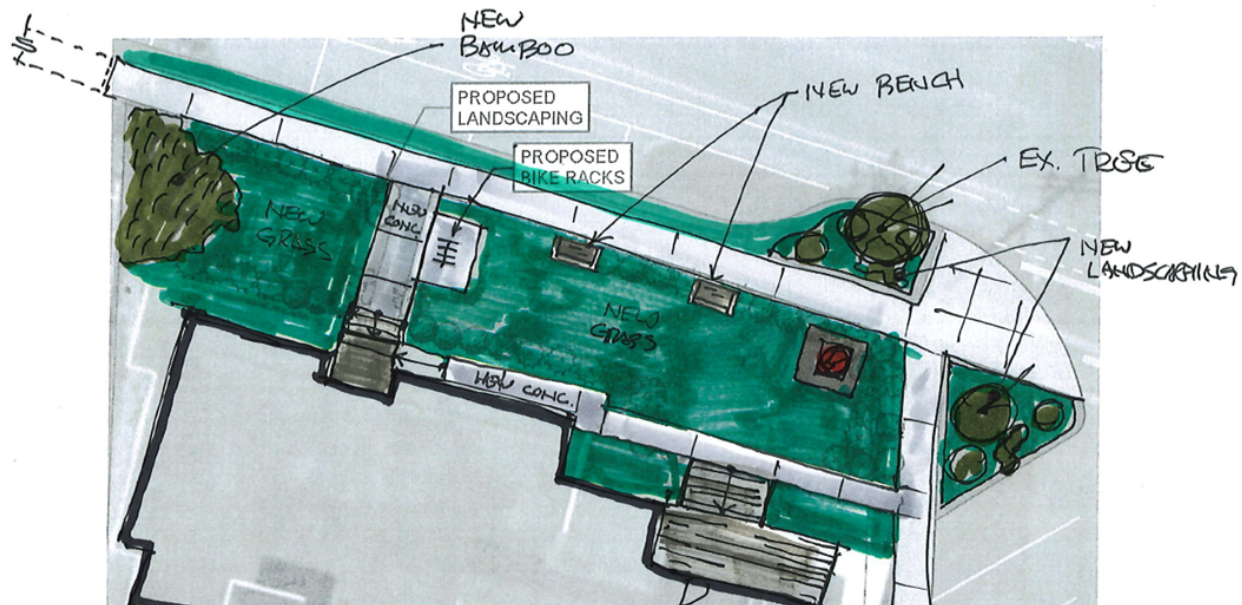 NEW
BAMBOO
PROPOSED
LANDSCAPING
NEW BENCH
PROPOSED
BIKE RACKS
EX. TREE
NEW
CONC.
NEW
GRASS
NEW
LANDSCAPING
NEW
GRASS
NEW CONC.